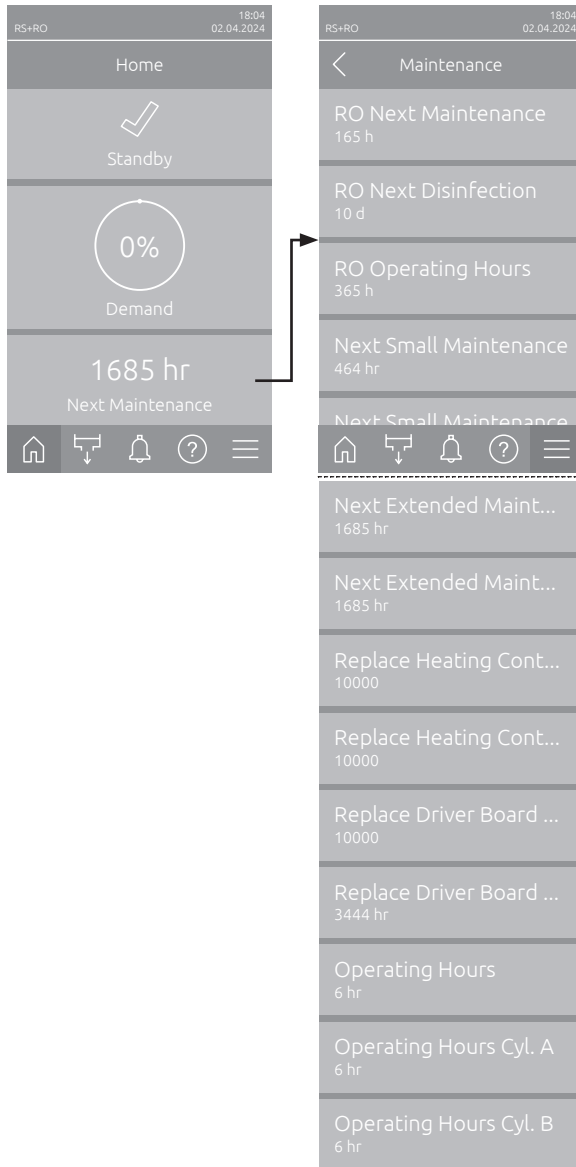 18:04
RS+RO 02.04.2024
Home
Standby
0%
Demand
1685 hr
Next Maintenance
18:04
RS+RO 02.04.2024
Maintenance
RO Next Maintenance
165 h
RO Next Disinfection
10 d
RO Operating Hours
365 h
Next Small Maintenance
464 hr
Next Small Maintenance
Next Extended Maint...
1685 hr
Next Extended Maint...
1685 hr
Replace Heating Cont...
10000
Replace Heating Cont...
10000
Replace Driver Board ...
10000
Replace Driver Board ...
3444 hr
Operating Hours
6 hr
Operating Hours Cyl. A
6 hr
Operating Hours Cyl. B
6 hr